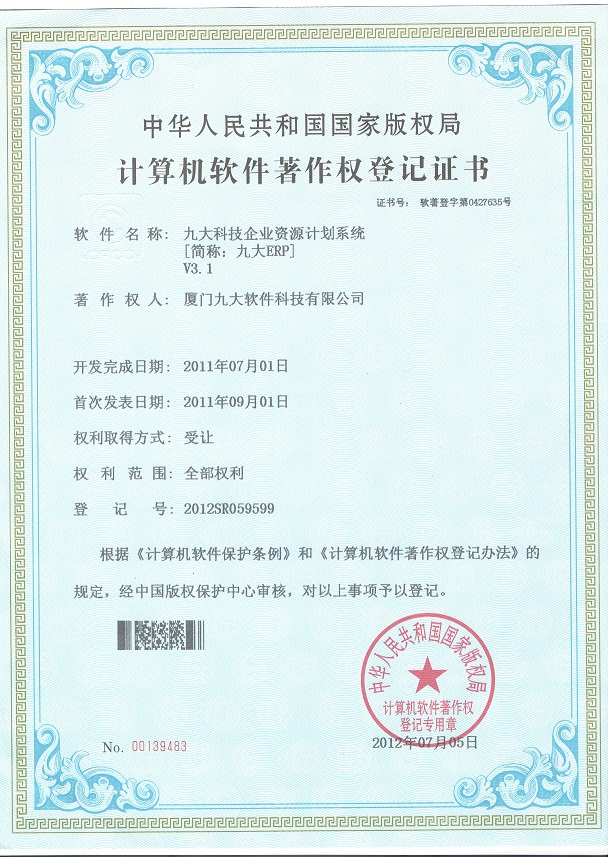 中华人民共和国国家版权局
计算机软件著作权登记证书
证书号： 软著登字第0427635号
软件名称： 九大科技企业资源计划系统
[简称：九大ERP]
V3.1
著作权人： 厦门九大软件科技有限公司
开发完成日期： 2011年07月01日
首次发表日期： 2011年09月01日
权利取得方式： 受让
权利范围： 全部权利
登记号： 2012SR059599
根据《计算机软件保护条例》和《计算机软件著作权登记办法》的
规定，经中国版权保护中心审核，对以上事项予以登记。
中华人民共和国国家版权局
计算机软件著作权
登记专用章
No. 00139483
2012年07月05日